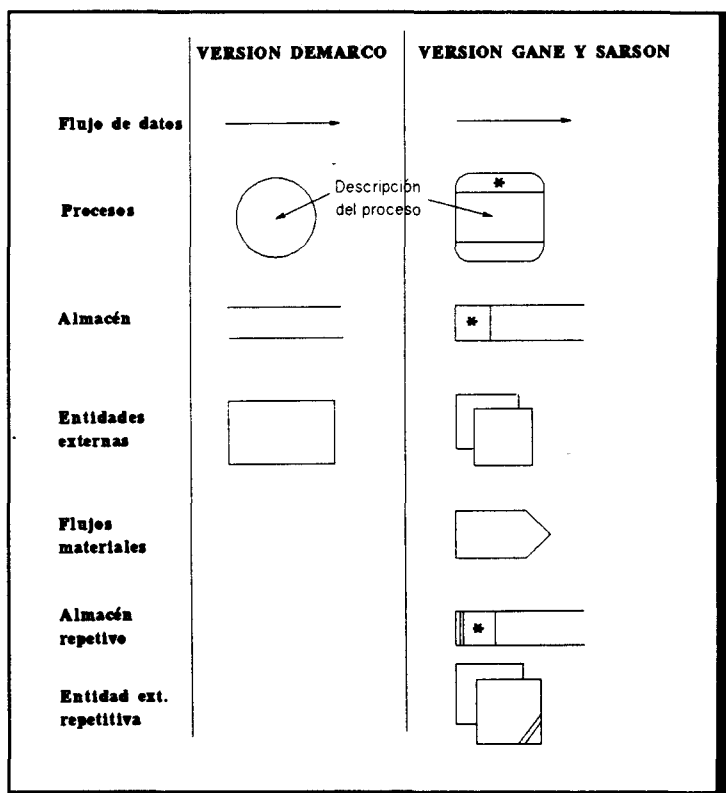 VERSION DEMARCO
VERSION GANE Y SARSON
Flujo de datos
Procesos
Descripción
del proceso
*
Almacén
*
Entidades
externas
Flujos
materiales
Almacén
repetivo
*
Entidad ext.
repetitiva